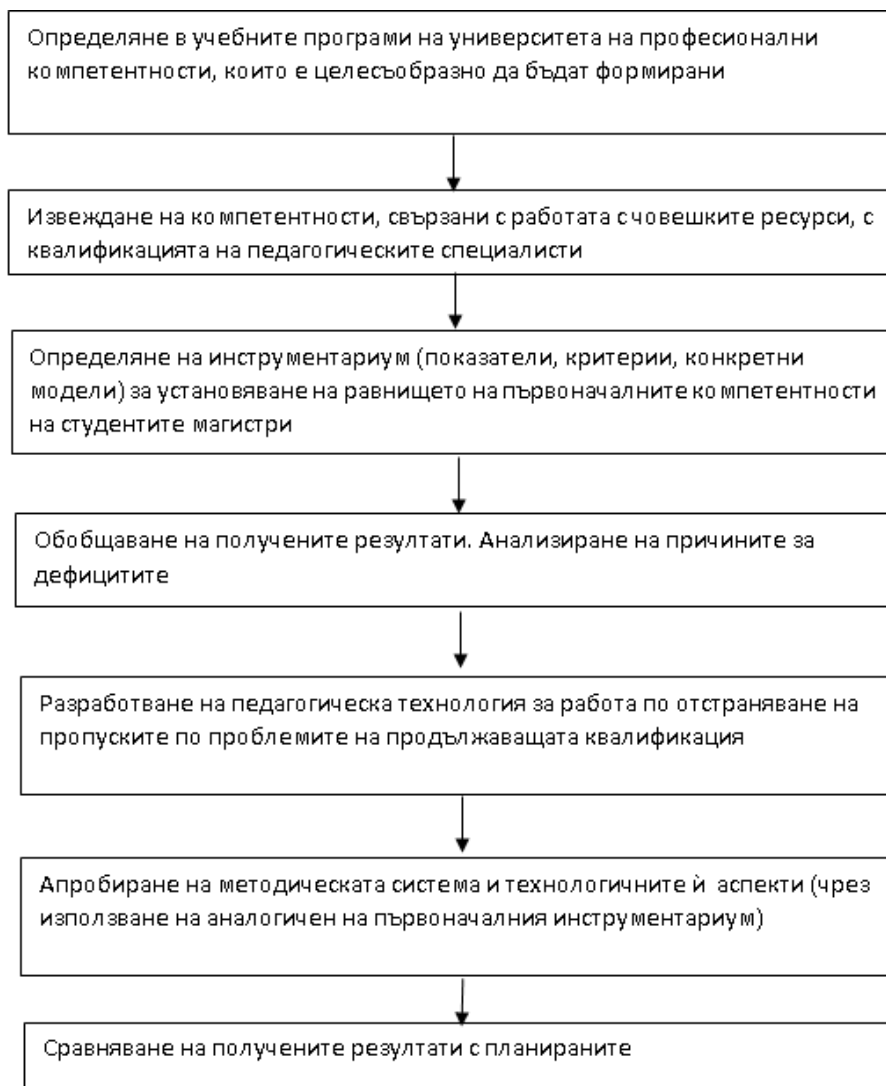 Определяне в учебните програми на университета на професионални
компетентности, които е целесъобразно да бъдат формирани
Извеждане на компетентности, свързани с работата с човешките ресурси, с
квалификацията на педагогическите специалисти
Определяне на инструментариум (показатели, критерии, конкретни
модели) за установяване на равнището на първоначалните компетентности
на студентите магистри
Обобщаване на получените резултати. Анализиране на причините за
дефицитите
Разработване на педагогическа технология за работа по отстраняване на
пропуските по проблемите на продължаващата квалификация
Апробиране на методическата система и технологичните ѝ аспекти (чрез
използване на аналогичен на първоначалния инструментариум)
Сравняване на получените резултати с планираните